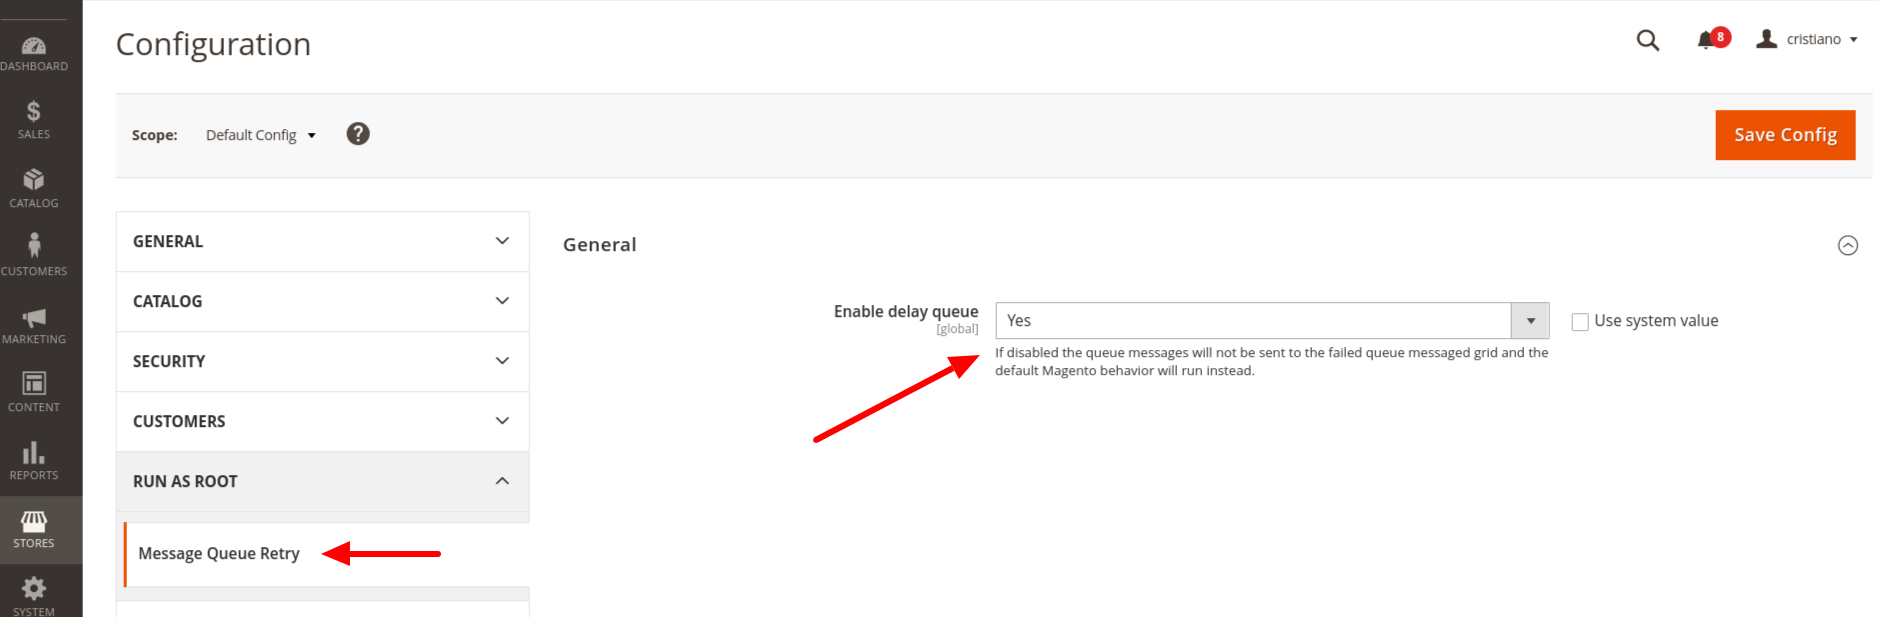 Configuration
8
cristiano
Scope:
Default Config
?
Save Config
DASHBOARD
$
SALES
CATALOG
CUSTOMERS
MARKETING
CONTENT
REPORTS
STORES
SYSTEM
GENERAL
CATALOG
SECURITY
CUSTOMERS
RUN AS ROOT
Message Queue Retry
General
Enable delay queue
[global]
Yes
Use system value
If disabled the queue messages will not be sent to the failed queue messaged grid and the
default Magento behavior will run instead.